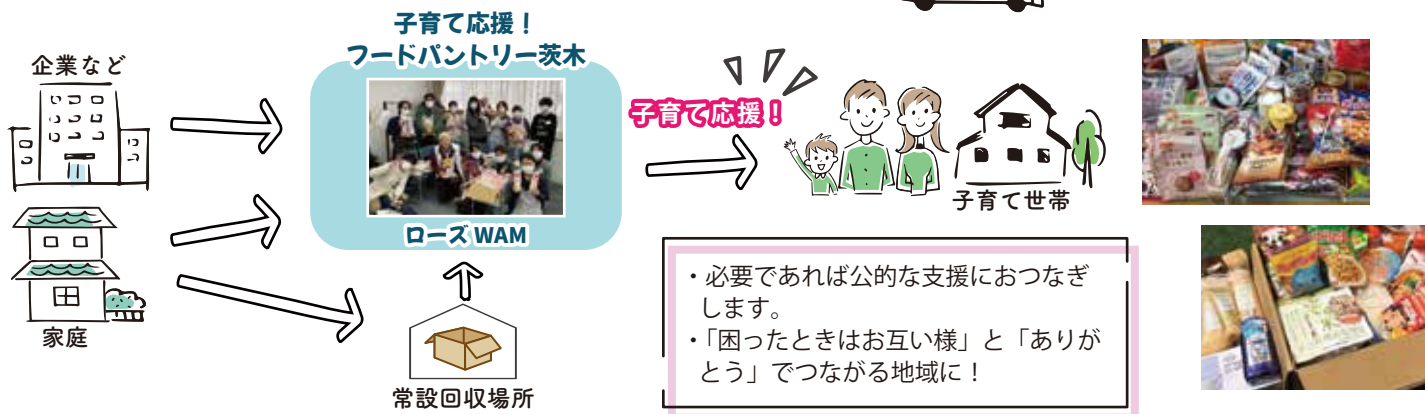 子育て応援！
フードパントリー茨木
企業など
子育て応援！
ローズ WAM
子育て世帯
家庭
常設回収場所
・必要であれば公的な支援におつなぎ
します。
・「困ったときはお互い様」と「ありが
とう」でつながる地域に！